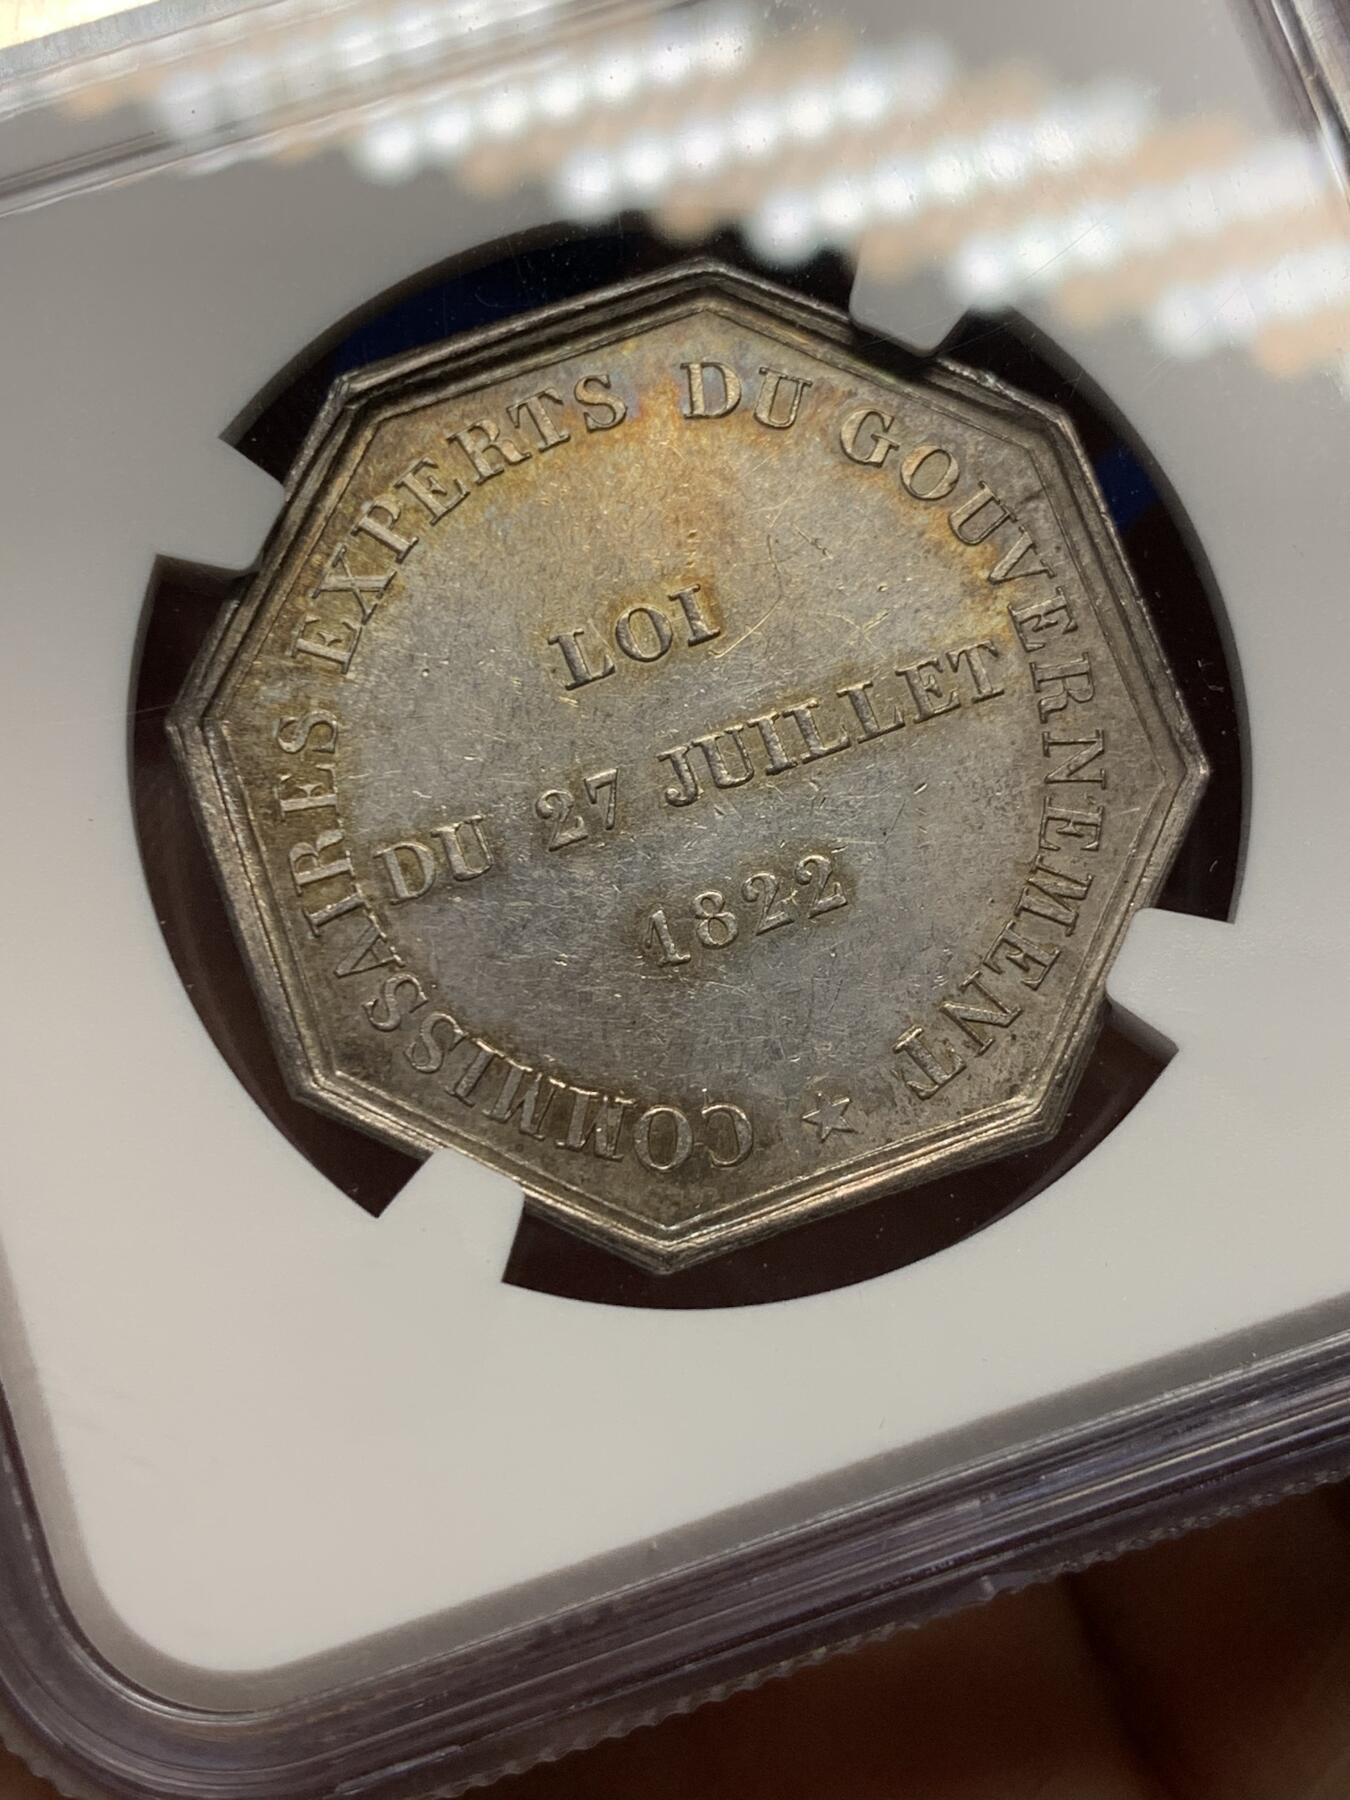 COMMISSAIRES EXPERTS DU GOUVERNEMENT ★
LOI
DU 27 JUILLET
1822